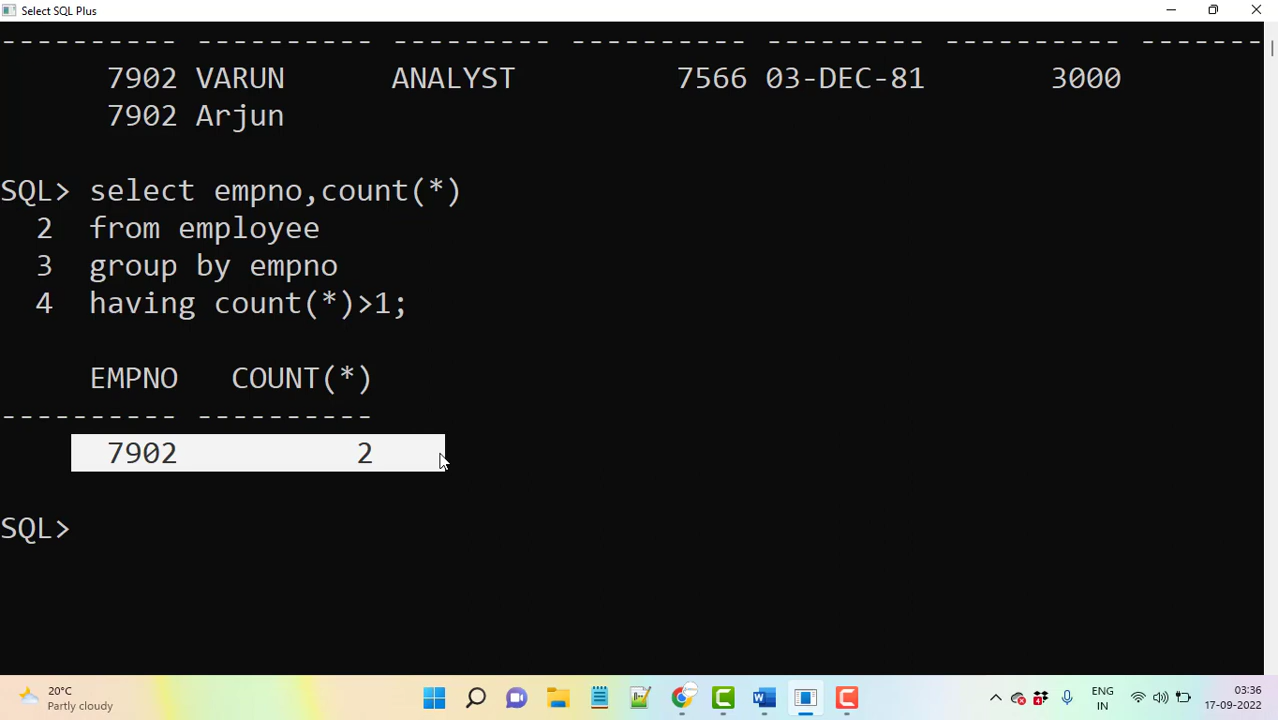 Select SQL Plus
---------- ---------- --------- ---------- --------- ---------- -------
7902 VARUN ANALYST 7566 03-DEC-81 3000
7902 Arjun
SQL> select empno,count(*)
2 from employee
3 group by empno
4 having count(*)>1;
EMPNO COUNT(*)
---------- ----------
7902 2
SQL>
20°C
Partly cloudy
ENG
IN
03:36
17-09-2022